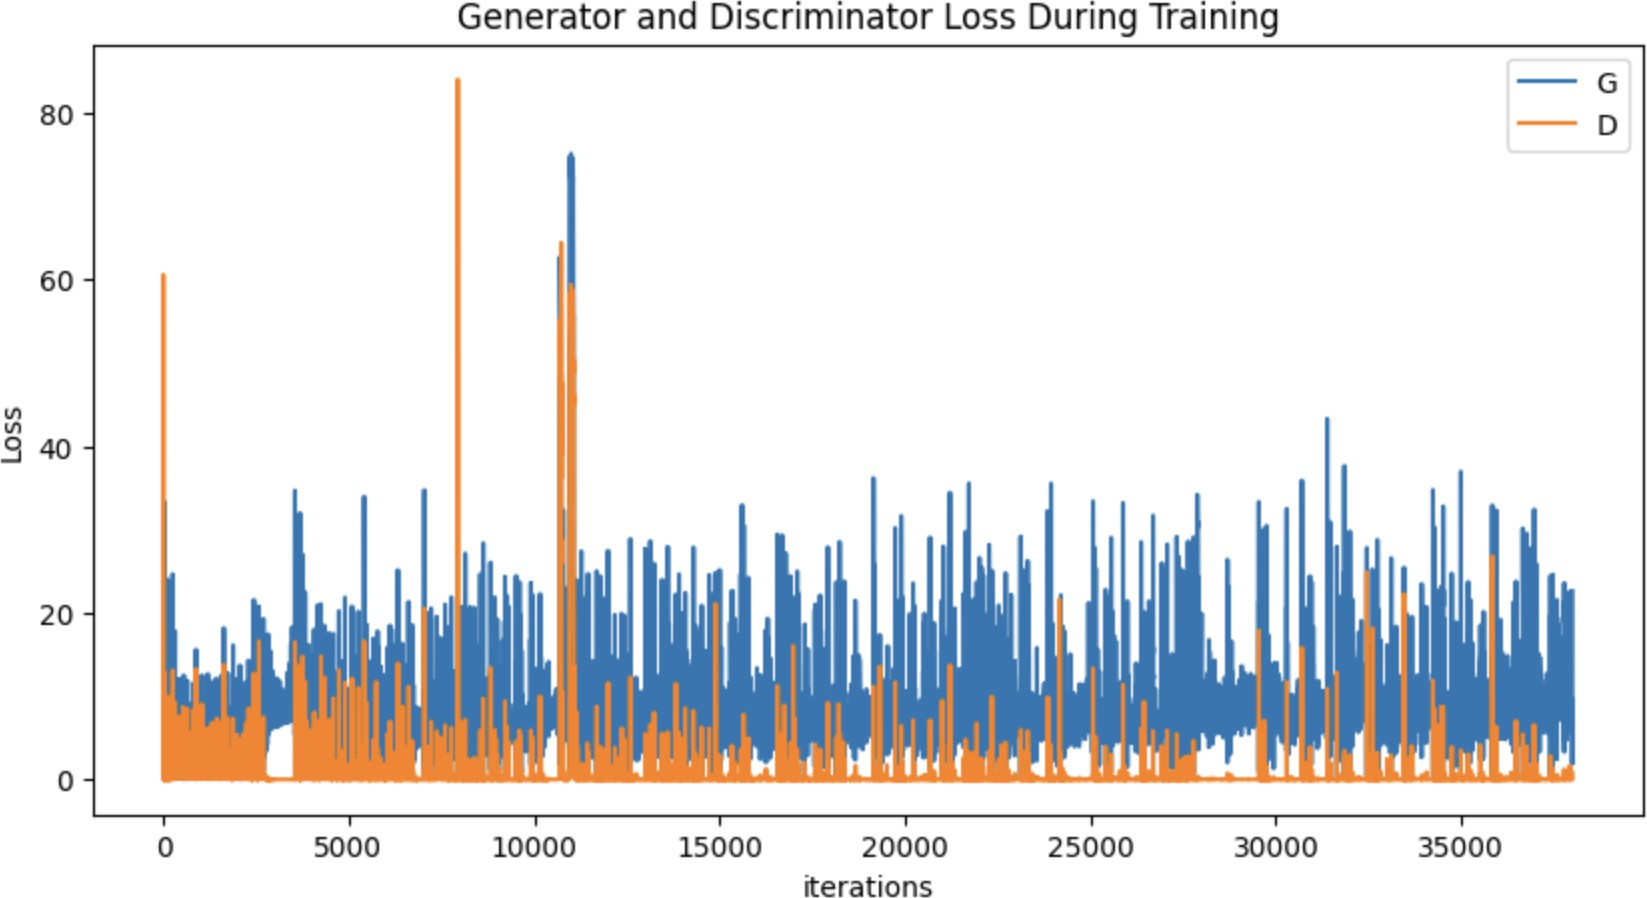 Generator and Discriminator Loss During Training
G
D
80
60
40
20
0
Loss
0 5000 10000 15000 20000 25000 30000 35000
iterations